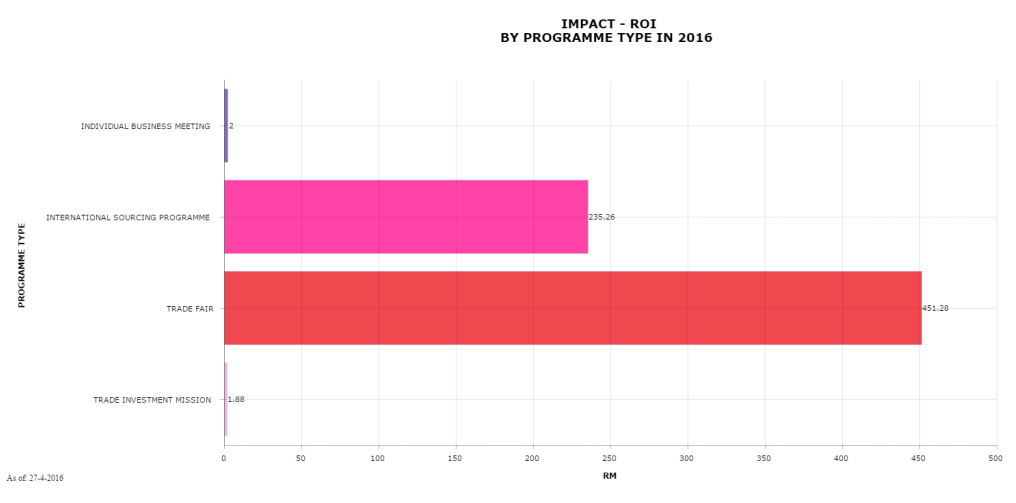 IMPACT - ROI
BY PROGRAMME TYPE IN 2016
PROGRAMME TYPE
INDIVIDUAL BUSINESS MEETING
2
INTERNATIONAL SOURCING PROGRAMME
235.26
TRADE FAIR
451.28
TRADE INVESTMENT MISSION
1.88
0 50 100 150 200 250 300 350 400 450 500
RM
As of: 27-4-2016